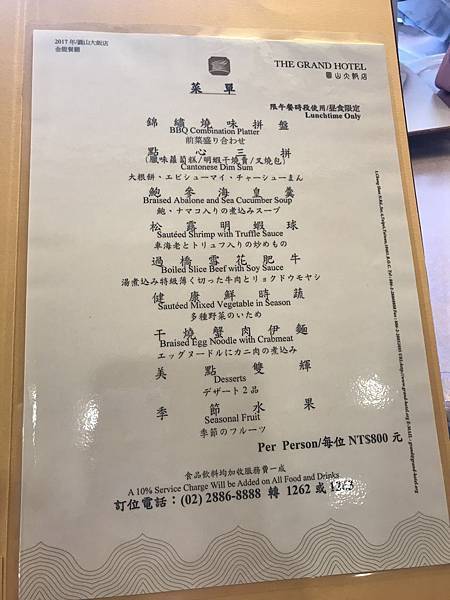 2017 年/圓山大飯店
金龍餐廳
THE GRAND HOTEL
圓山大飯店
菜 單
限午餐時段使用/昼食限定
Lunchtime Only
錦 繡 燒 味 拼 盤
BBQ Combination Platter
前菜盛り合わせ
點 心 三 拼
(臘味蘿蔔糕/明蝦干燒賣/叉燒包)
Cantonese Dim Sum
大根餅、エビシューマイ、チャーシューまん
鮑 參 海 皇 羹
Braised Abalone and Sea Cucumber Soup
鮑、ナマコ入りの煮込みスープ
松 露 明 蝦 球
Sautéed Shrimp with Truffle Sauce
車海老とトリュフ入りの炒めもの
過 橋 雪 花 肥 牛
Boiled Slice Beef with Soy Sauce
湯煮込み特級薄く切った牛肉とリョクドウモヤシ
健 康 鮮 時 蔬
Sautéed Mixed Vegetable in Season
多種野菜のいため
干 燒 蟹 肉 伊 麵
Braised Egg Noodle with Crabmeat
エッグヌードルにカニ肉の煮込み
美 點 雙 輝
Desserts
デザート2品
季 節 水 果
Seasonal Fruit
季節のフルーツ
Per Person/每位 NT$800 元
食品飲料均加收服務費一成
A 10% Service Charge Will be Added on All Food and Drinks
訂位電話：(02) 2886-8888 轉 1262 或 1263